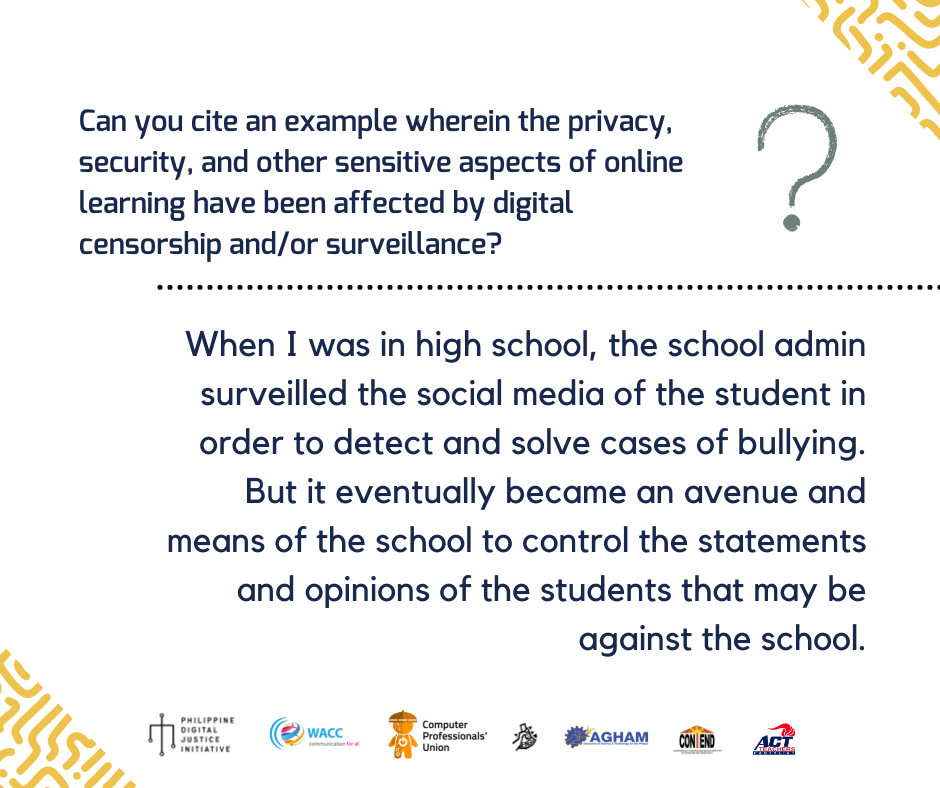 Can you cite an example wherein the privacy,
security, and other sensitive aspects of online
learning have been affected by digital
censorship and/or surveillance?
?
When I was in high school, the school admin
surveilled the social media of the student in
order to detect and solve cases of bullying.
But it eventually became an avenue and
means of the school to control the statements
and opinions of the students that may be
against the school.
PHILIPPINE
DIGITAL
JUSTICE
INITIATIVE
WACC
communication for all
Computer
Professionals'
Union
AGHAM
CONTEND
ACT
TEACHERS